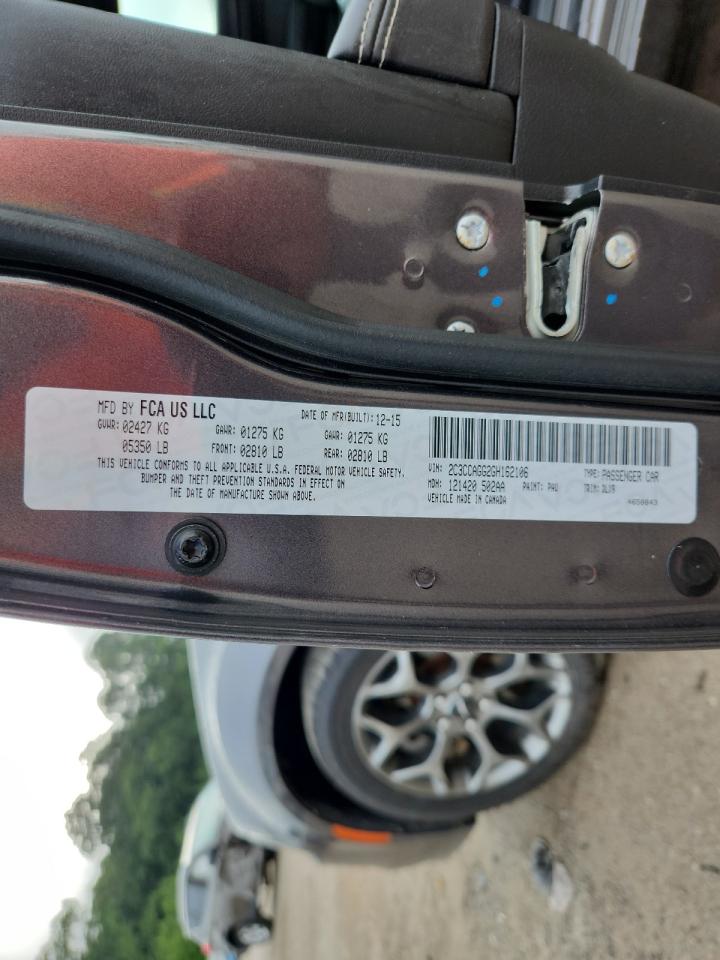 MFD BY FCA US LLC
DATE OF MFR(BUILT): 12-15
GVWR: 02427 KG
GAWR: 01275 KG
GAWR: 01275 KG
05350 LB
FRONT: 02810 LB
REAR: 02810 LB
THIS VEHICLE CONFORMS TO ALL APPLICABLE U.S.A. FEDERAL MOTOR VEHICLE SAFETY,
BUMPER AND THEFT PREVENTION STANDARDS IN EFFECT ON
THE DATE OF MANUFACTURE SHOWN ABOVE.
VIN: 2C3CCAGG2GH162106
TYPE: PASSENGER CAR
MDH: 121420 502AA
PAINT: PAU
TRIM: DLX9
VEHICLE MADE IN CANADA
4658843